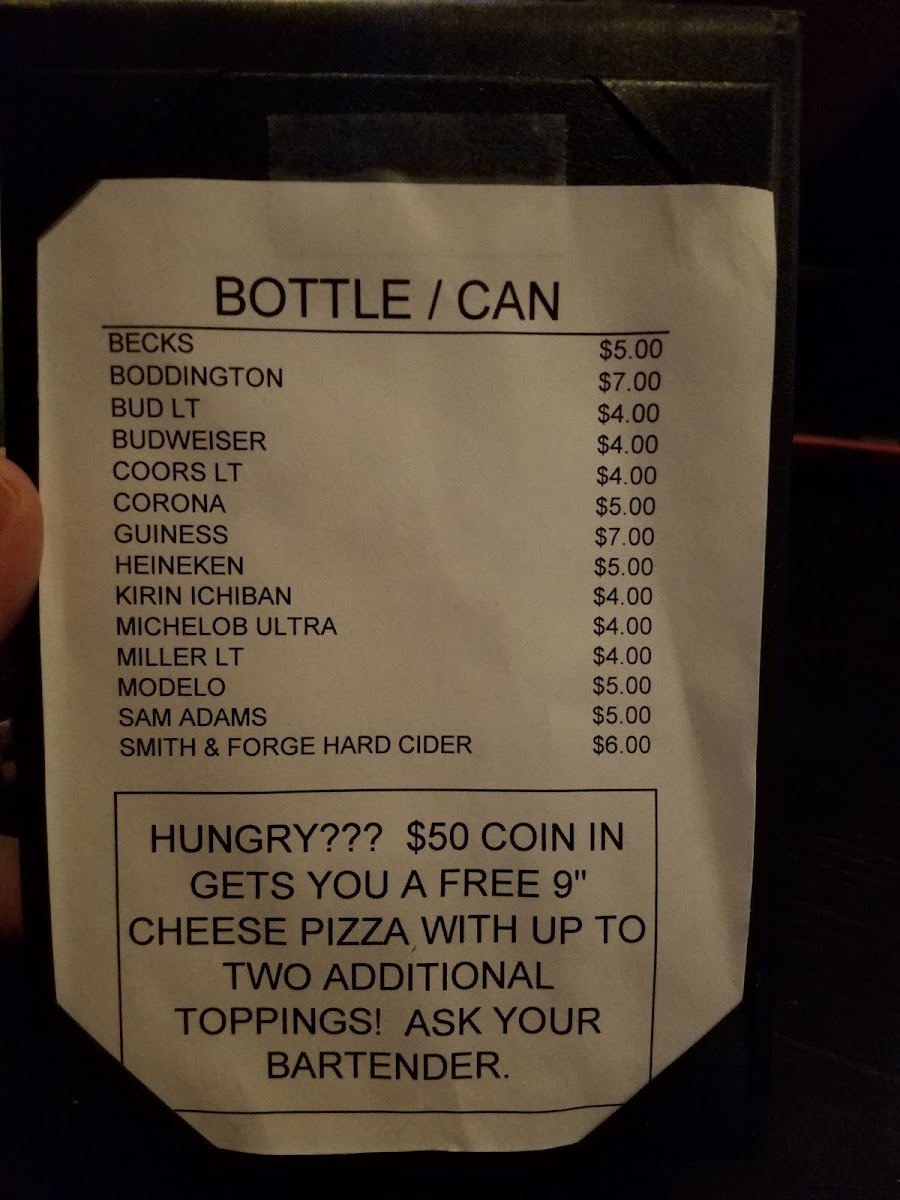 BOTTLE / CAN
BECKS $5.00
BODDINGTON $7.00
BUD LT $4.00
BUDWEISER $4.00
COORS LT $4.00
CORONA $5.00
GUINESS $7.00
HEINEKEN $5.00
KIRIN ICHIBAN $4.00
MICHELOB ULTRA $4.00
MILLER LT $4.00
MODELO $5.00
SAM ADAMS $5.00
SMITH & FORGE HARD CIDER $6.00
HUNGRY??? $50 COIN IN
GETS YOU A FREE 9"
CHEESE PIZZA WITH UP TO
TWO ADDITIONAL
TOPPINGS! ASK YOUR
BARTENDER.